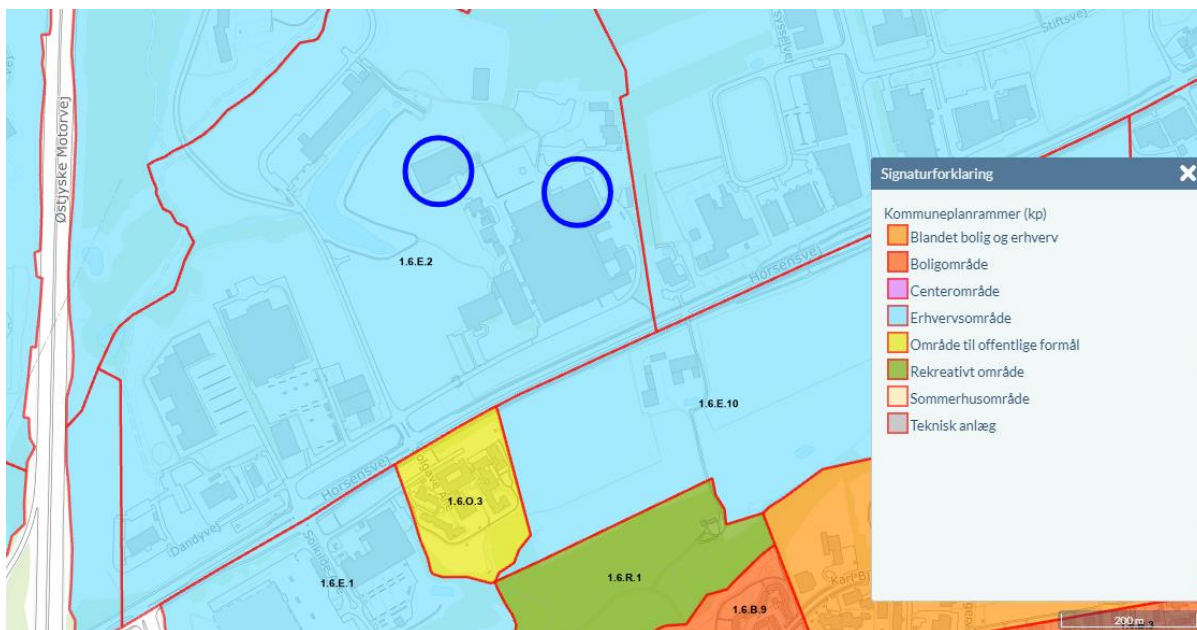 Stiftsvej
Østjyske Motorvej
Signaturforklaring
Kommuneplanrammer (kp)
Blandet bolig og erhverv
Boligområde
Centerområde
Erhvervsområde
Område til offentlige formål
Rekreativt område
Sommerhusområde
Teknisk anlæg
1.6.E.2
Horsensvej
1.6.E.10
Horsensvej
1.6.O.3
Dandyvej
1.6.E.1
1.6.R.1
1.6.B.9
200 m